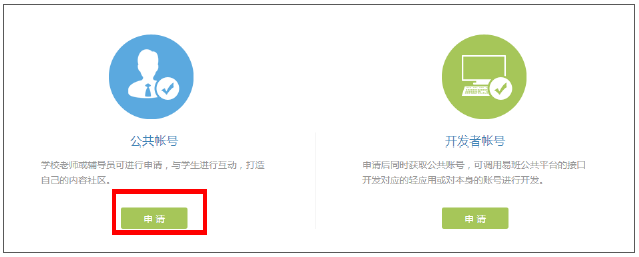 公共帐号
学校老师或辅导员可进行申请，与学生进行互动，打造
自己的内容社区。
申 请
开发者帐号
申请后同时获取公共账号，可调用易班公共平台的接口
开发对应的轻应用或对本身的账号进行开发。
申 请